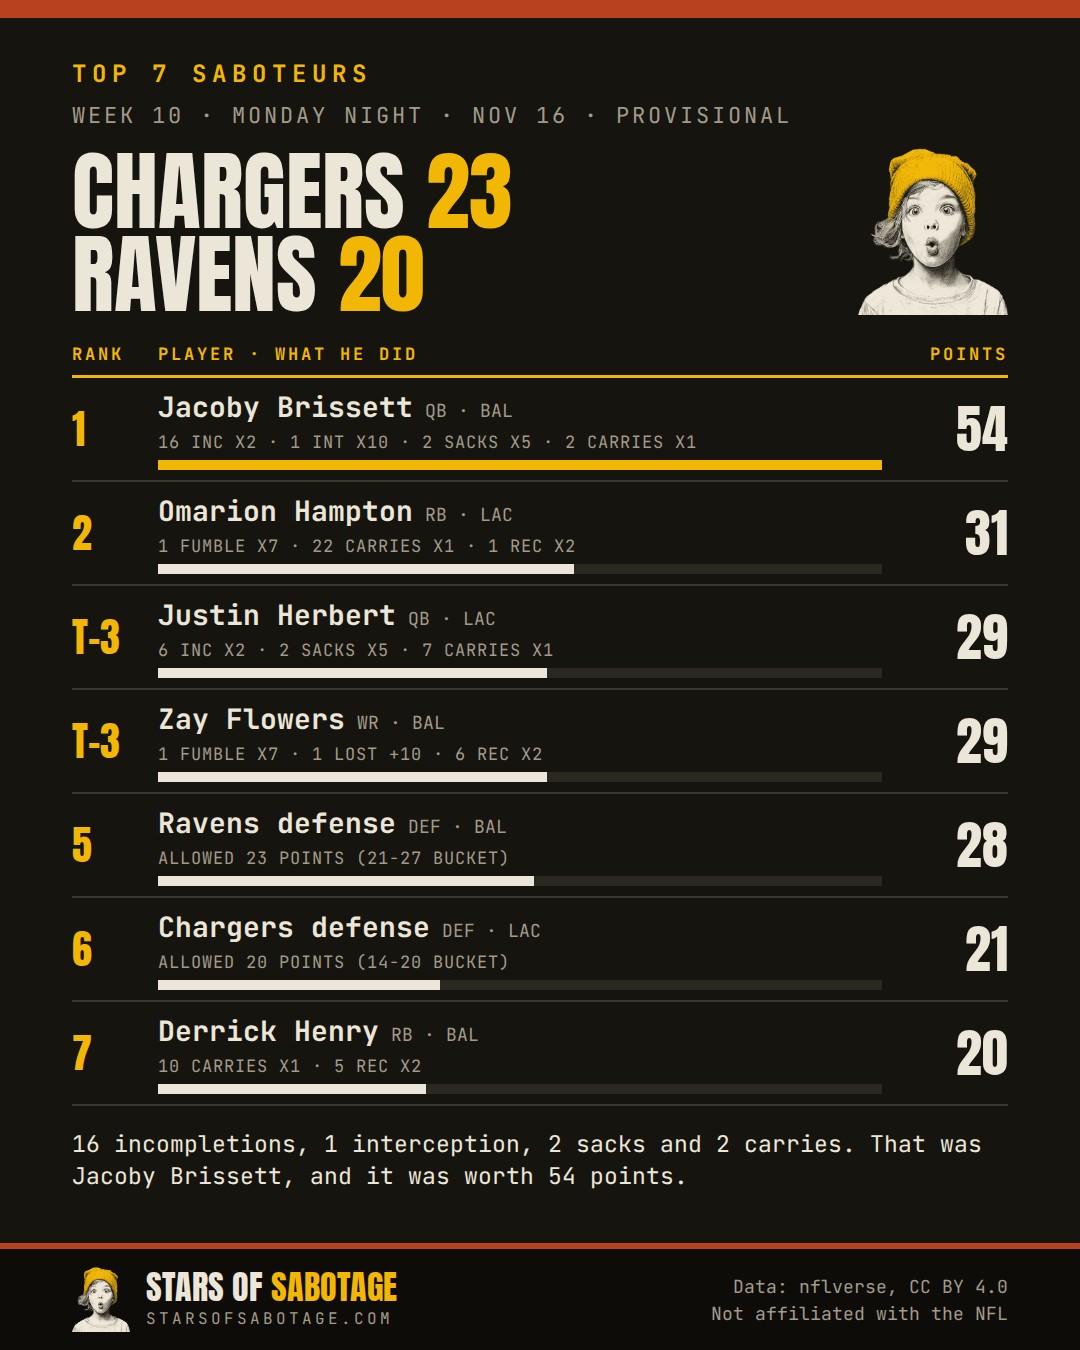 TOP 7 SABOTEURS
WEEK 10 · MONDAY NIGHT · NOV 16 · PROVISIONAL
CHARGERS 23
RAVENS 20
RANK PLAYER · WHAT HE DID POINTS
1 Jacoby Brissett QB · BAL 54
16 INC X2 · 1 INT X10 · 2 SACKS X5 · 2 CARRIES X1
2 Omarion Hampton RB · LAC 31
1 FUMBLE X7 · 22 CARRIES X1 · 1 REC X2
T-3 Justin Herbert QB · LAC 29
6 INC X2 · 2 SACKS X5 · 7 CARRIES X1
T-3 Zay Flowers WR · BAL 29
1 FUMBLE X7 · 1 LOST +10 · 6 REC X2
5 Ravens defense DEF · BAL 28
ALLOWED 23 POINTS (21-27 BUCKET)
6 Chargers defense DEF · LAC 21
ALLOWED 20 POINTS (14-20 BUCKET)
7 Derrick Henry RB · BAL 20
10 CARRIES X1 · 5 REC X2
16 incompletions, 1 interception, 2 sacks and 2 carries. That was
Jacoby Brissett, and it was worth 54 points.
STARS OF SABOTAGE
STARSOFSABOTAGE.COM
Data: nflverse, CC BY 4.0
Not affiliated with the NFL